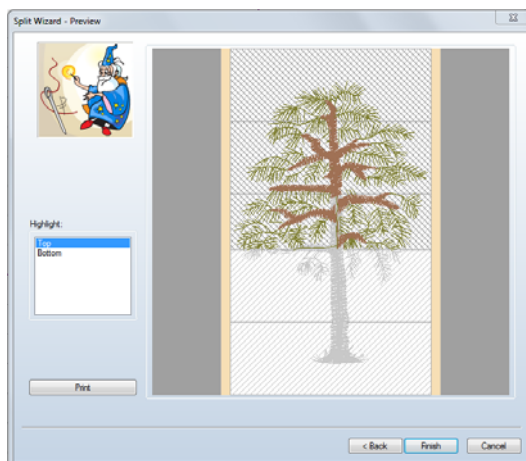 Split Wizard - Preview
Highlight:
Top
Bottom
Print
< Back
Finish
Cancel